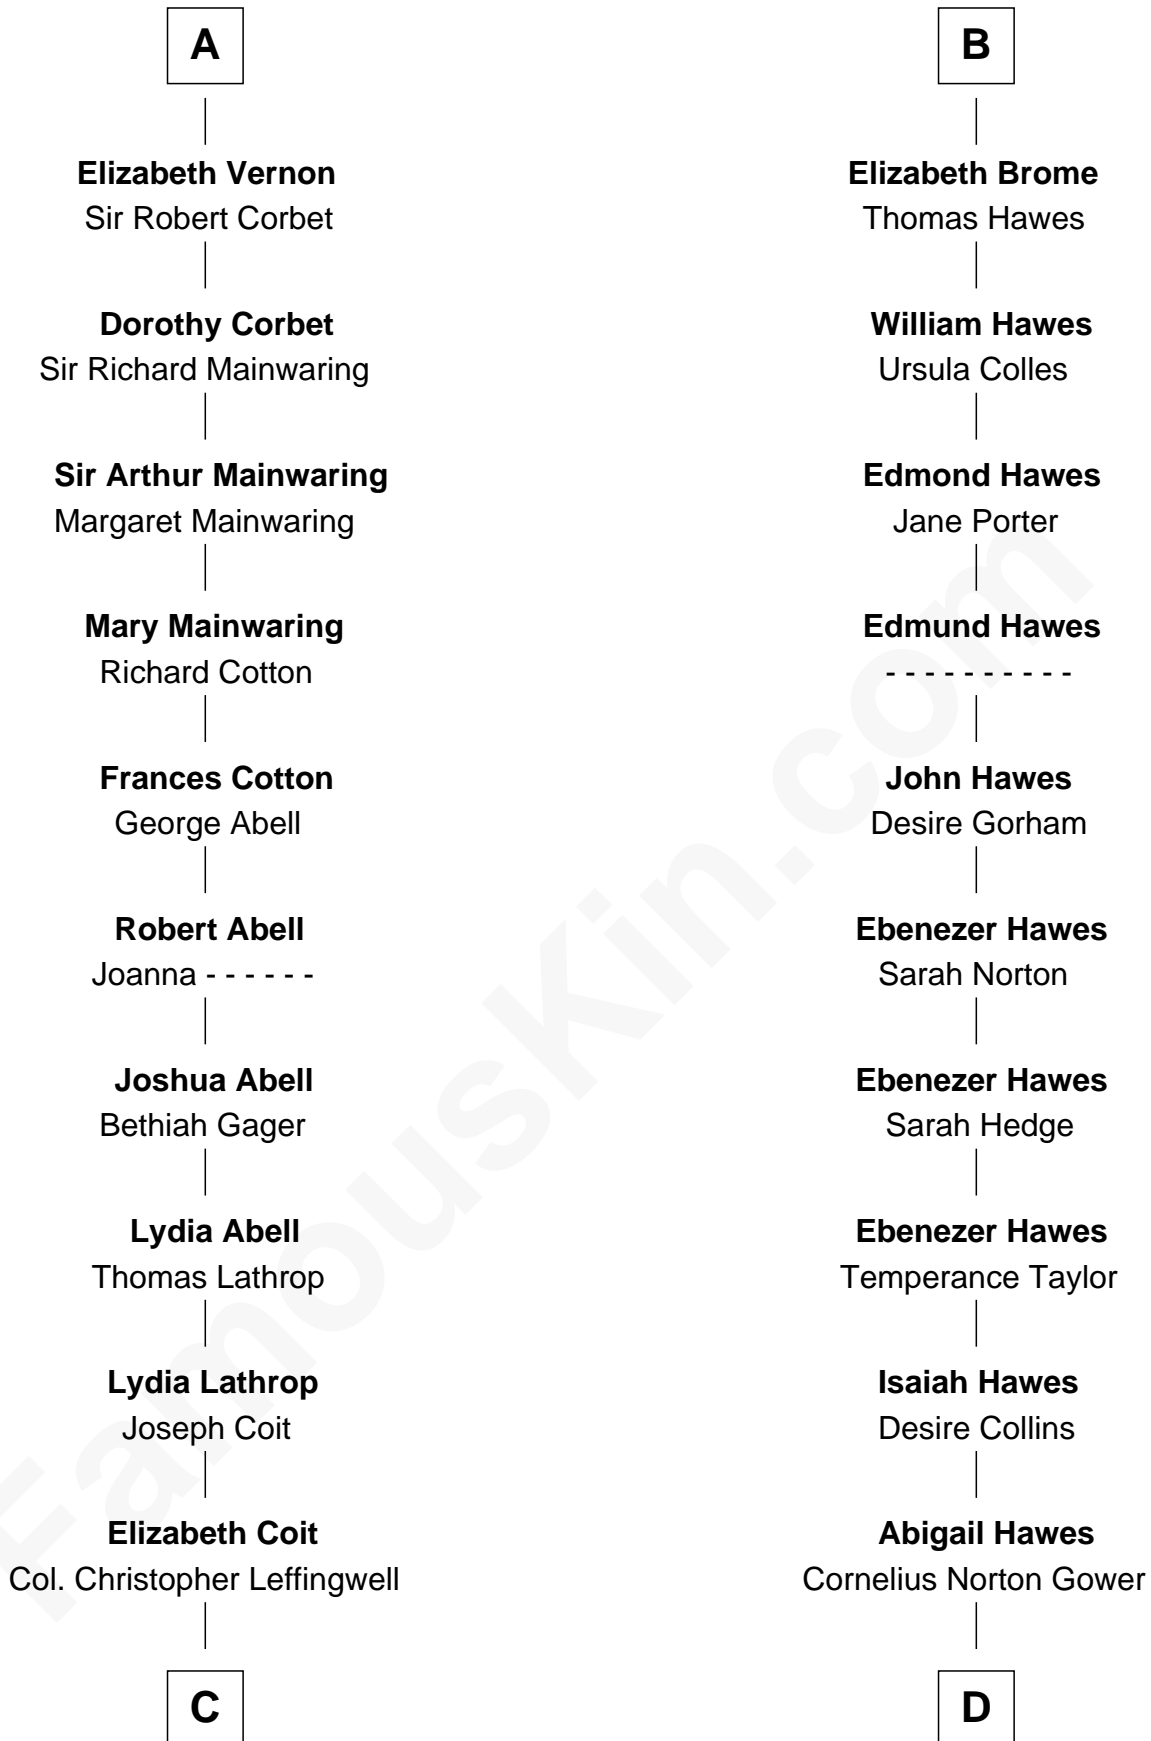 A
Elizabeth Vernon
Sir Robert Corbet
Dorothy Corbet
Sir Richard Mainwaring
Sir Arthur Mainwaring
Margaret Mainwaring
Mary Mainwaring
Richard Cotton
Frances Cotton
George Abell
Robert Abell
Joanna - - - - - -
Joshua Abell
Bethiah Gager
Lydia Abell
Thomas Lathrop
Lydia Lathrop
Joseph Coit
Elizabeth Coit
Col. Christopher Leffingwell
C
B
Elizabeth Brome
Thomas Hawes
William Hawes
Ursula Colles
Edmond Hawes
Jane Porter
Edmund Hawes
- - - - - - - - - -
John Hawes
Desire Gorham
Ebenezer Hawes
Sarah Norton
Ebenezer Hawes
Sarah Hedge
Ebenezer Hawes
Temperance Taylor
Isaiah Hawes
Desire Collins
Abigail Hawes
Cornelius Norton Gower
D
FamousKin.com